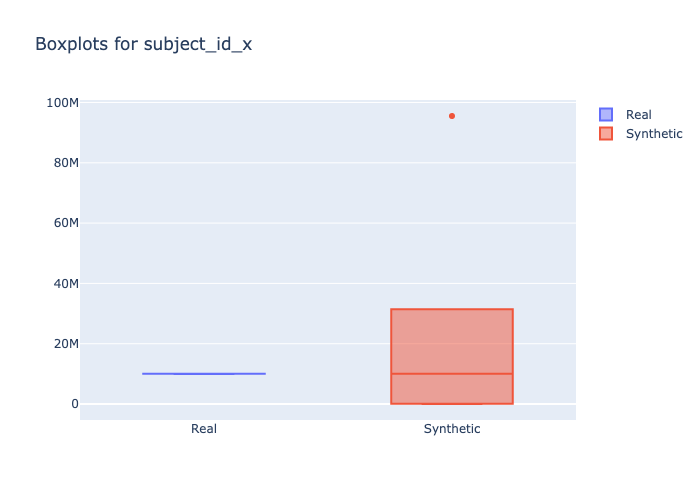 Boxplots for subject_id_x
100M
80M
60M
40M
20M
0
Real
Synthetic
Real
Synthetic